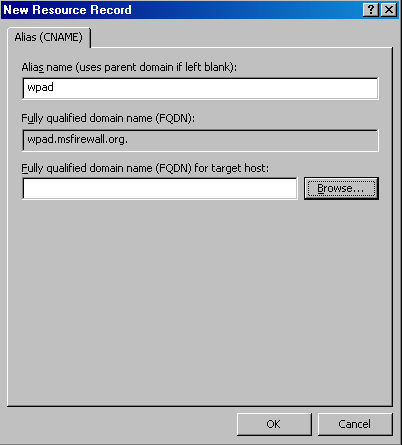 New Resource Record
Alias (CNAME)
Alias name (uses parent domain if left blank):
wpad
Fully qualified domain name (FQDN):
wpad.msfirewall.org.
Fully qualified domain name (FQDN) for target host:
Browse...
OK Cancel